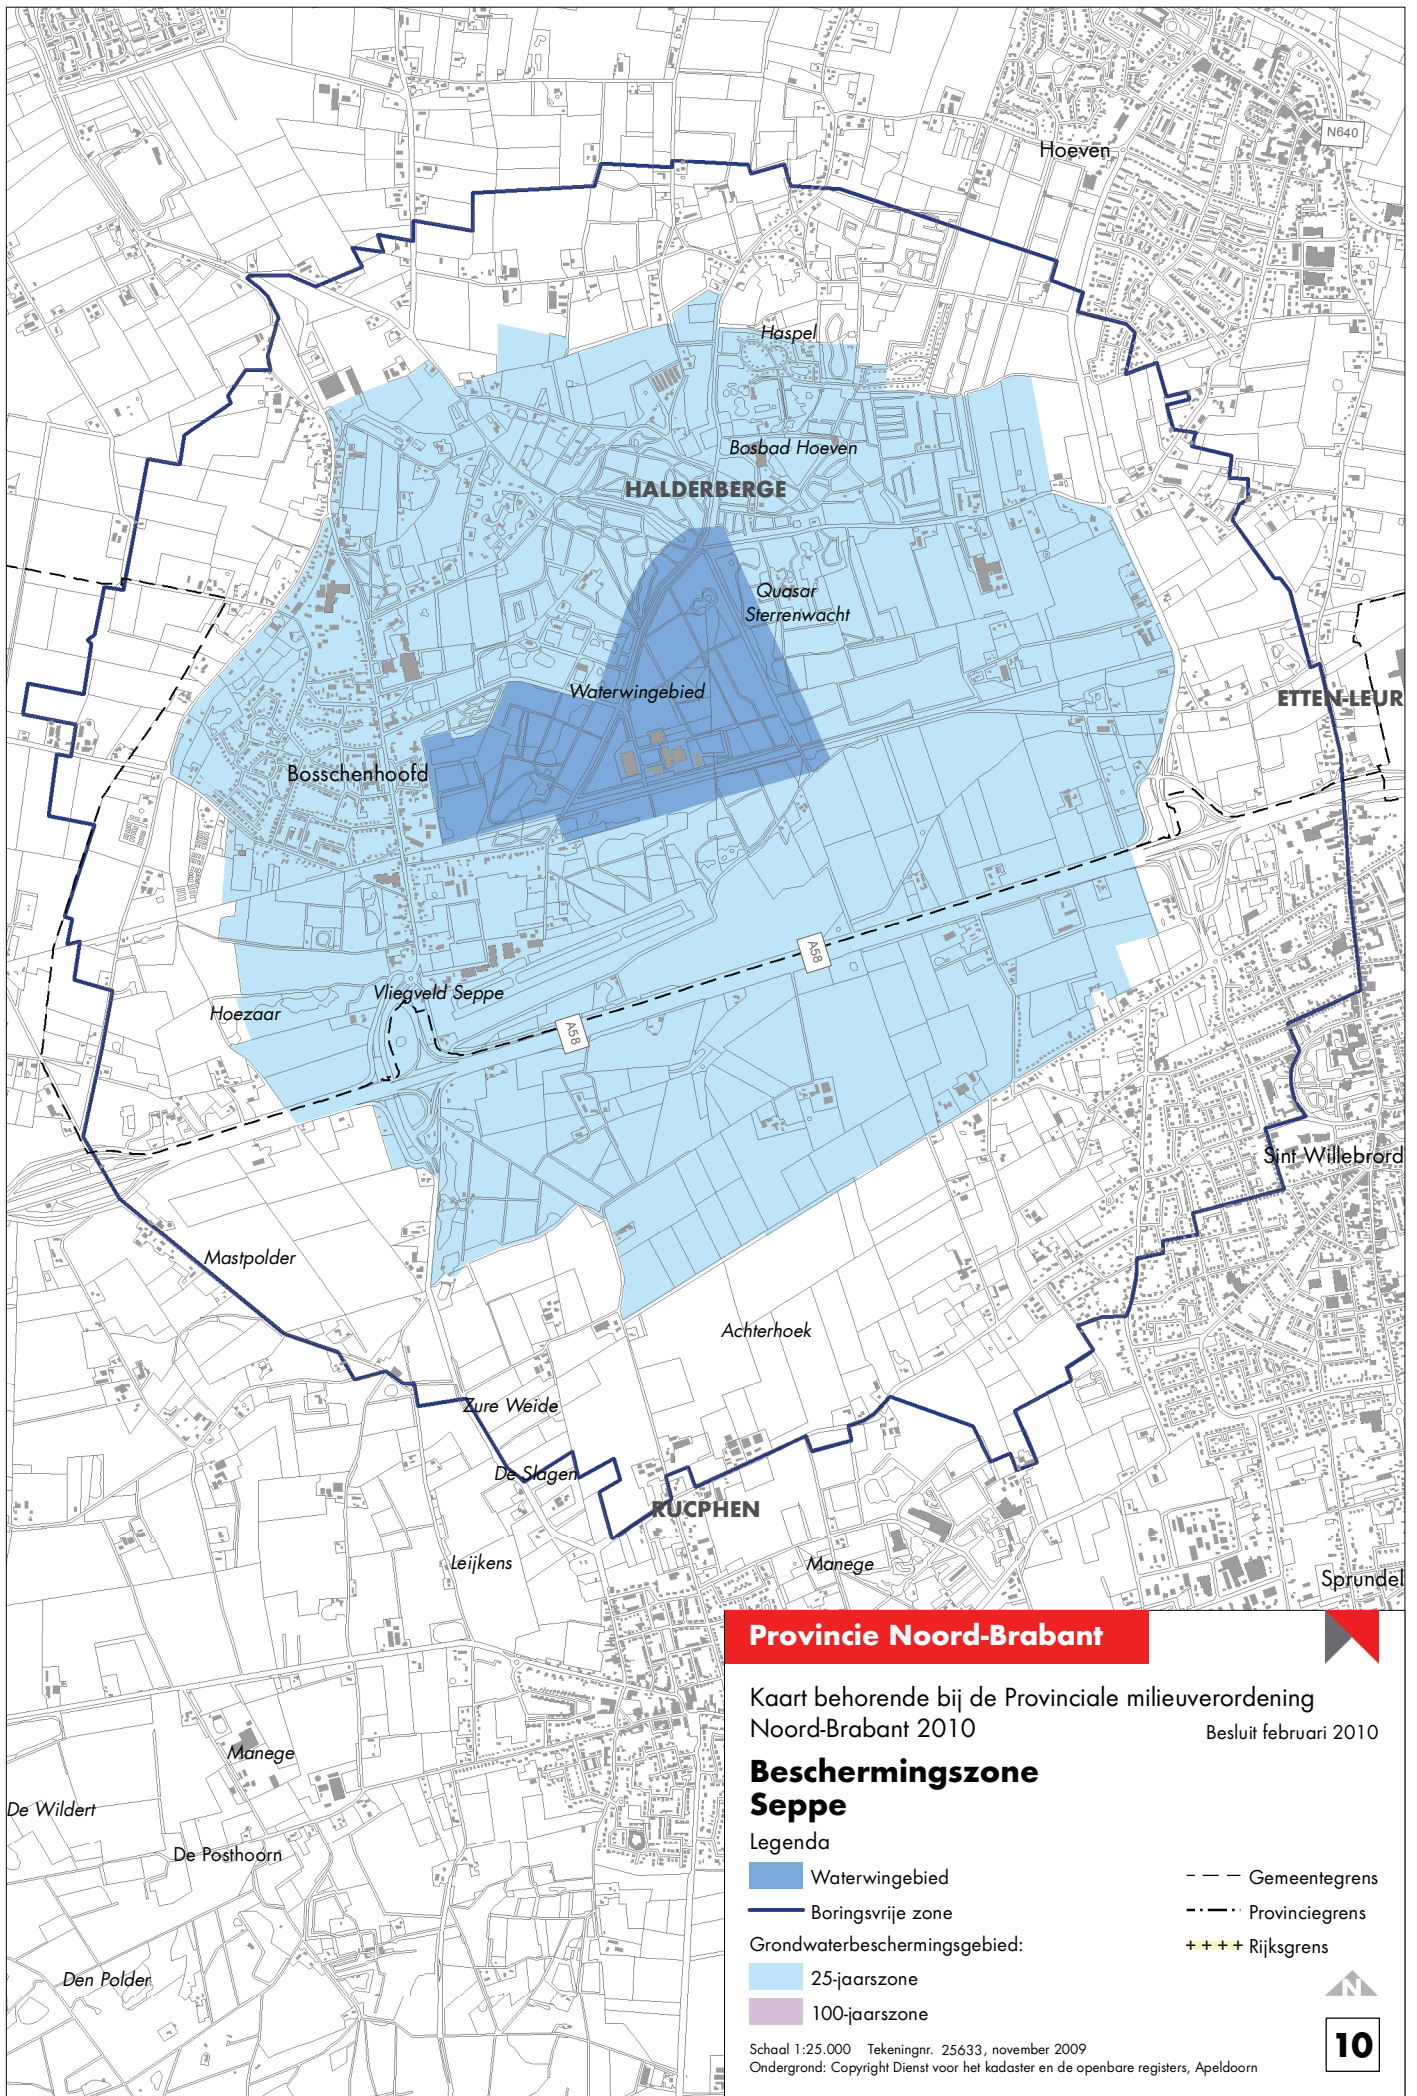 N640
Hoeven
Haspel
Bosbad Hoeven
HALDERBERGE
Quasar
Sterrenwacht
Waterwingebied
ETTEN-LEUR
Bosschenhoofd
A58
Vliegveld Seppe
Hoezaar
A58
Sint Willebrord
Mastpolder
Achterhoek
Zure Weide
De Slagen
RUCPHEN
Leijkens
Manege
Sprundel
Manege
De Wildert
De Posthoorn
Den Polder
Provincie Noord-Brabant
Kaart behorende bij de Provinciale milieuverordening
Noord-Brabant 2010 Besluit februari 2010
Beschermingszone
Seppe
Legenda
Waterwingebied Gemeentegrens
Boringsvrije zone Provinciegrens
Grondwaterbeschermingsgebied: Rijksgrens
25-jaarszone
N
100-jaarszone
Schaal 1:25.000 Tekeningnr. 25633, november 2009
Ondergrond: Copyright Dienst voor het kadaster en de openbare registers, Apeldoorn
10